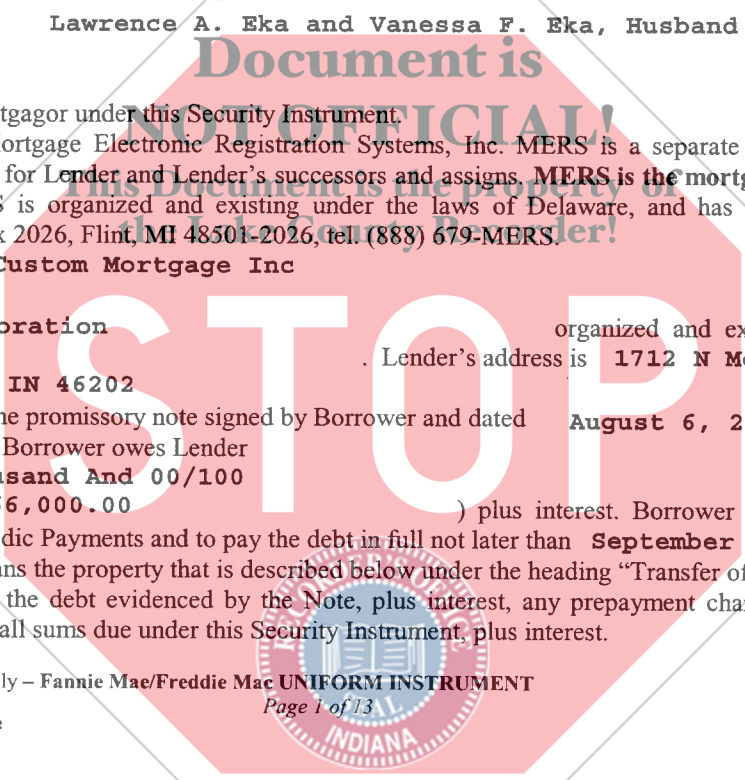 Lawrence A. Eka and Vanessa F. Eka, Husband
Document is
tgagor under this Security Instrument.
NOT OFFICIAL!
ortgage Electronic Registration Systems, Inc. MERS is a separate
for Lender and Lender's successors and assigns. MERS is the mortg
This Document is the property of
S is organized and existing under the laws of Delaware, and has
x 2026, Flint, MI 48501-2026, tel. (888) 679-MERS.
the Lake County Recorder!
Custom Mortgage Inc
oration organized and ex
. Lender's address is 1712 N Me
IN 46202
he promissory note signed by Borrower and dated August 6, 2
Borrower owes Lender
usand And 00/100
6,000.00 ) plus interest. Borrower
STOP
dic Payments and to pay the debt in full not later than September
ans the property that is described below under the heading “Transfer of
the debt evidenced by the Note, plus interest, any prepayment cha
all sums due under this Security Instrument, plus interest.
ly – Fannie Mae/Freddie Mac UNIFORM INSTRUMENT
Page 1 of 13
RECORDER'S OFFICE
SEAL
INDIANA